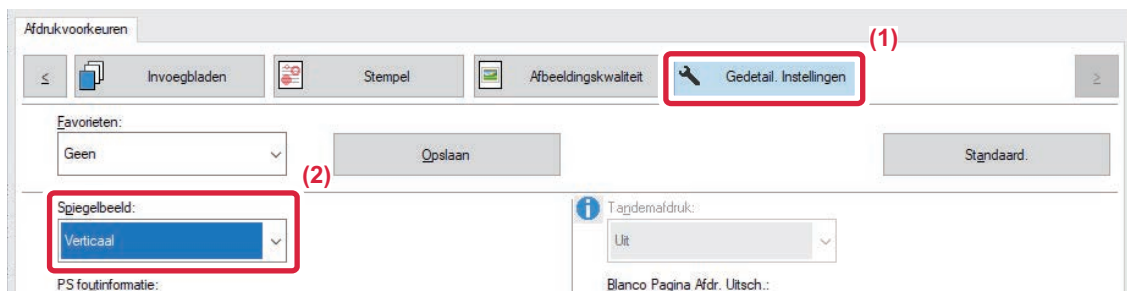 Afdrukvoorkeuren
(1)
< Invoegbladen Stempel Afbeeldingskwaliteit Gedetail. Instellingen >
Favorieten:
Geen Opslaan Standaard.
(2)
Spiegelbeeld: Tandemafdruk:
Verticaal Uit
PS foutinformatie: Blanco Pagina Afdr. Uitsch.: